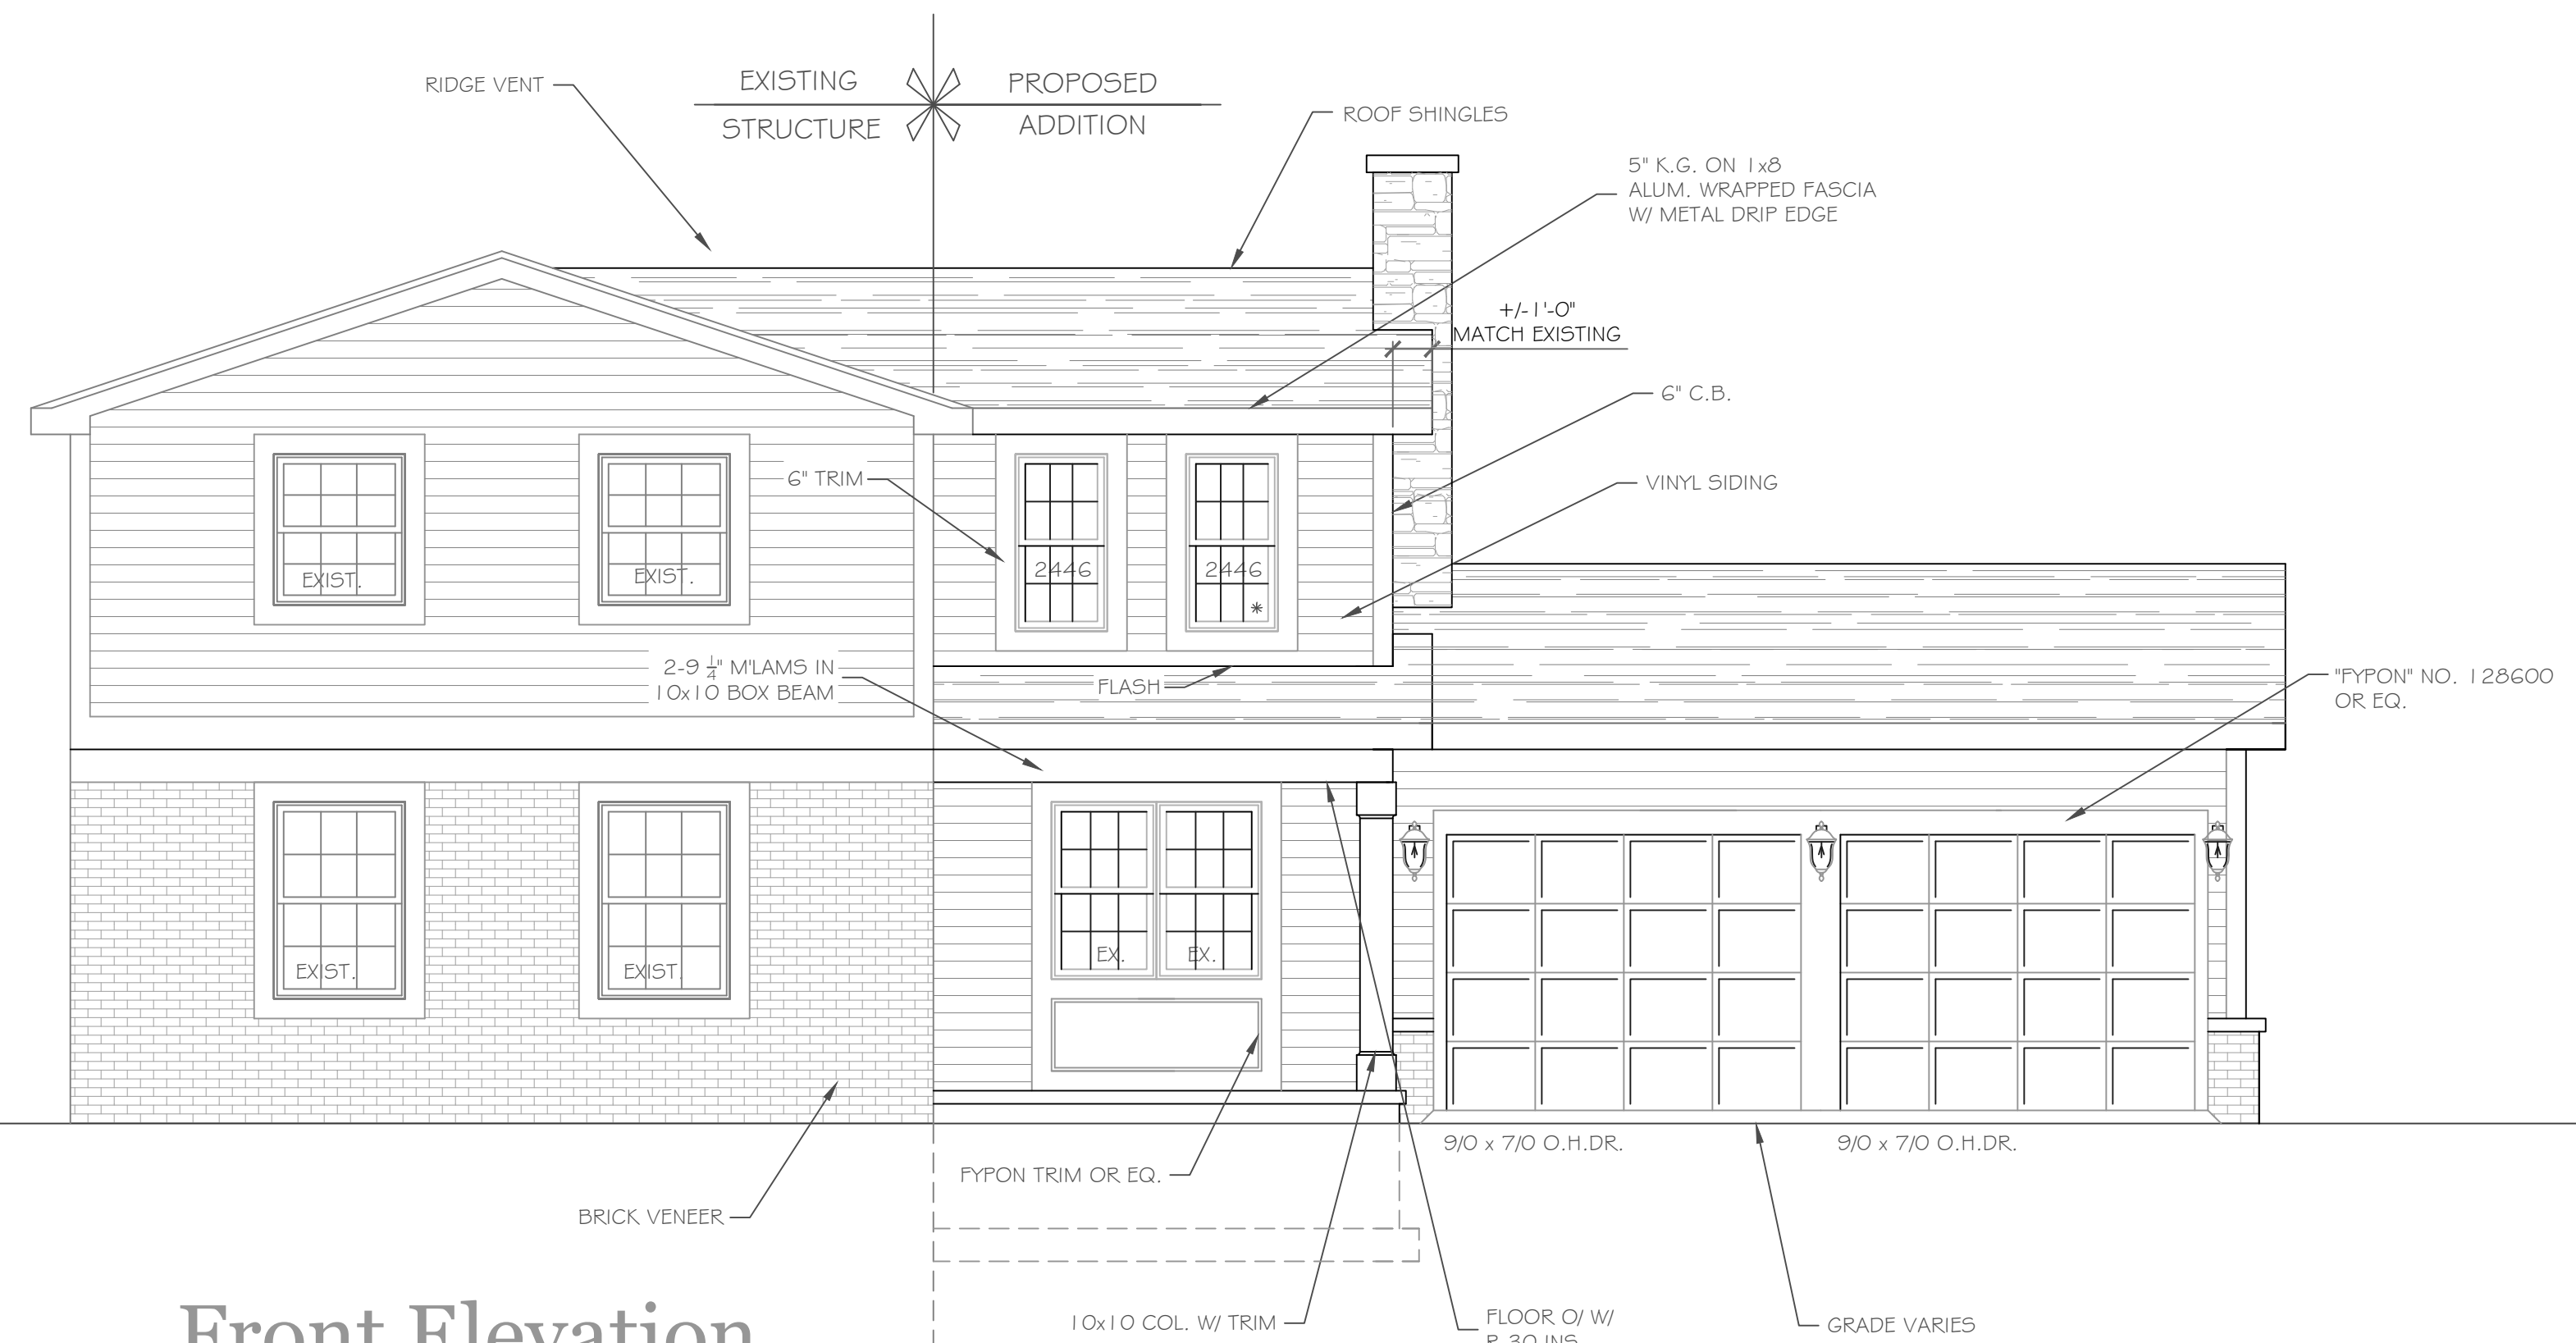 RIDGE VENT
EXISTING
STRUCTURE
PROPOSED
ADDITION
ROOF SHINGLES
5" K.G. ON 1x8
ALUM. WRAPPED FASCIA
W/ METAL DRIP EDGE
+/-1'-0"
MATCH EXISTING
6" C.B.
6" TRIM
VINYL SIDING
EXIST.
EXIST.
2446
2446
*
2-9 1/4" M'LAMS IN
10x10 BOX BEAM
FLASH
"FYPON" NO. 128600
OR EQ.
EXIST.
EXIST.
EX.
EX.
9/0 x 7/0 O.H.DR.
9/0 x 7/0 O.H.DR.
FYPON TRIM OR EQ.
BRICK VENEER
Front Elevation
10x10 COL. W/ TRIM
FLOOR O/ W/
R 30 INS
GRADE VARIES